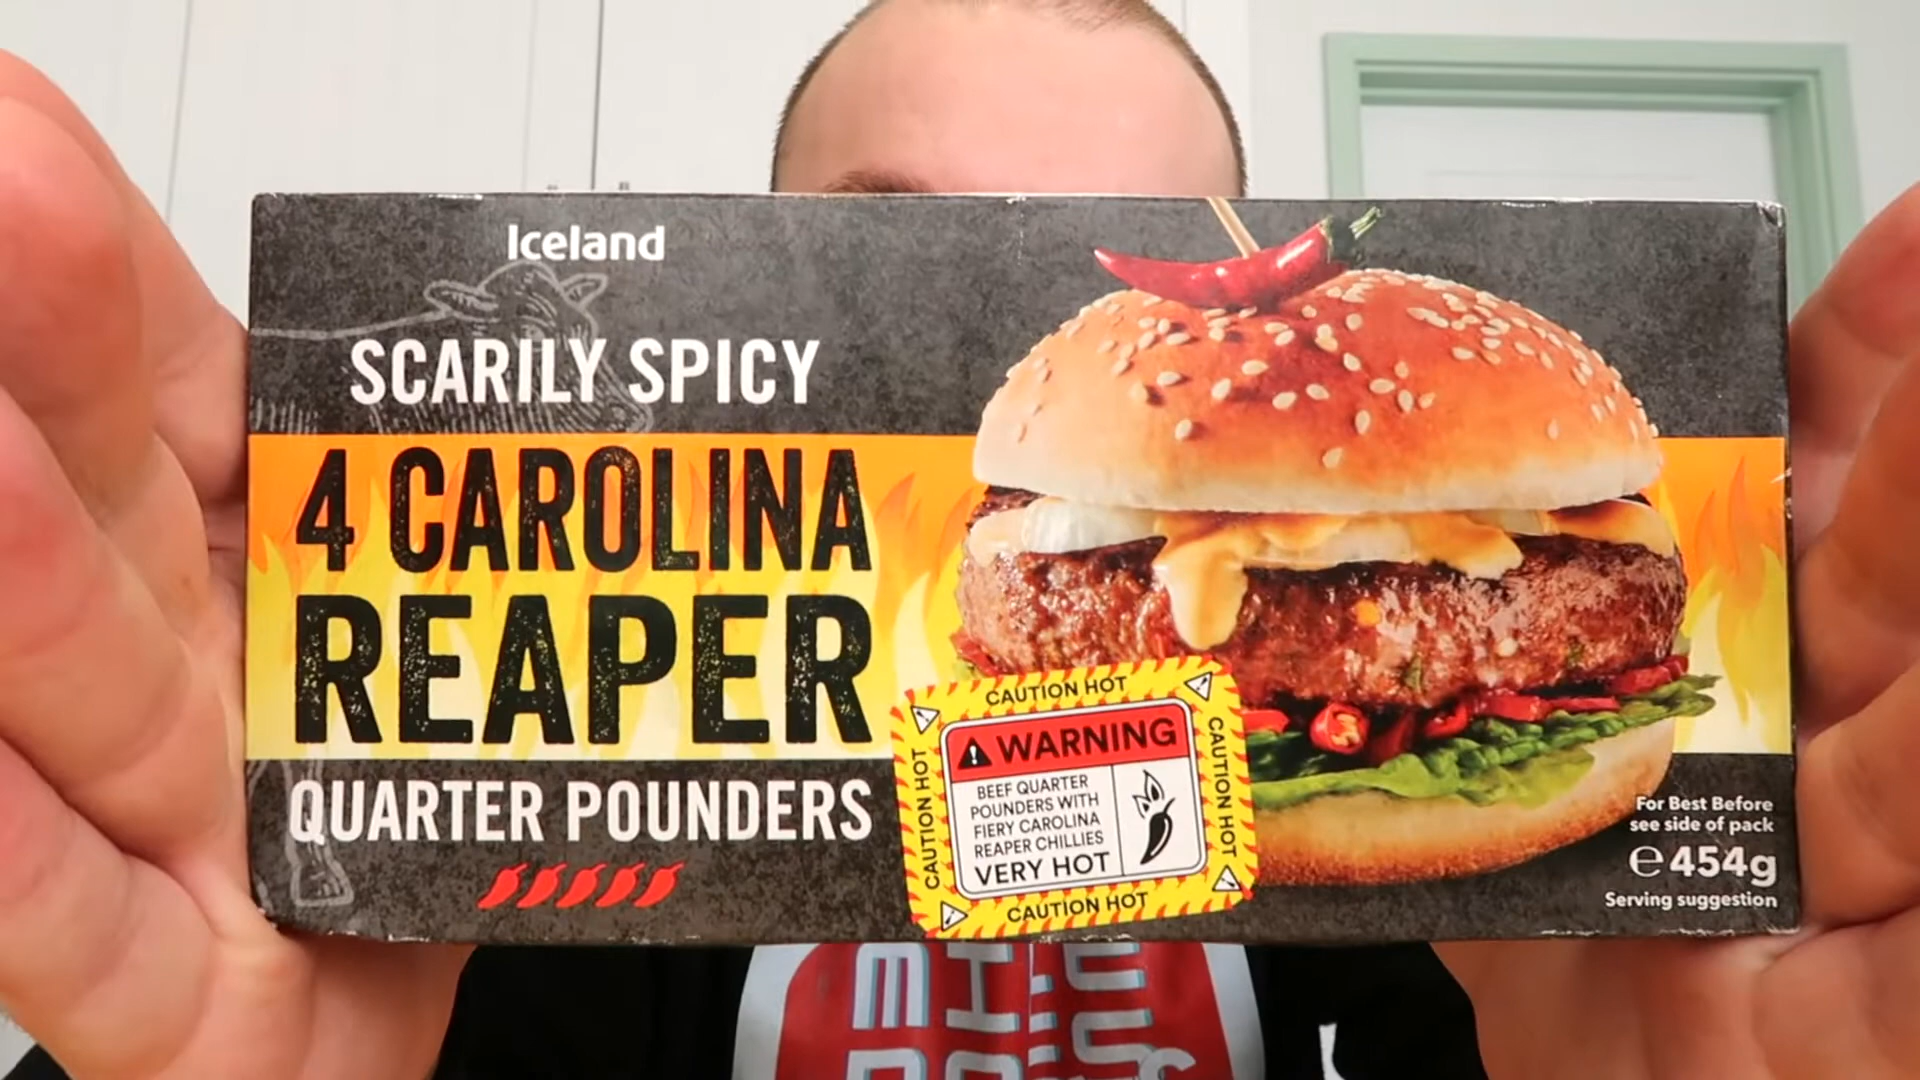 Iceland
SCARILY SPICY
4 CAROLINA
REAPER
QUARTER POUNDERS
CAUTION HOT
CAUTION HOT
WARNING
BEEF QUARTER
POUNDERS WITH
FIERY CAROLINA
REAPER CHILLIES
VERY HOT
CAUTION HOT
CAUTION HOT
For Best Before
see side of pack
℮454g
Serving suggestion